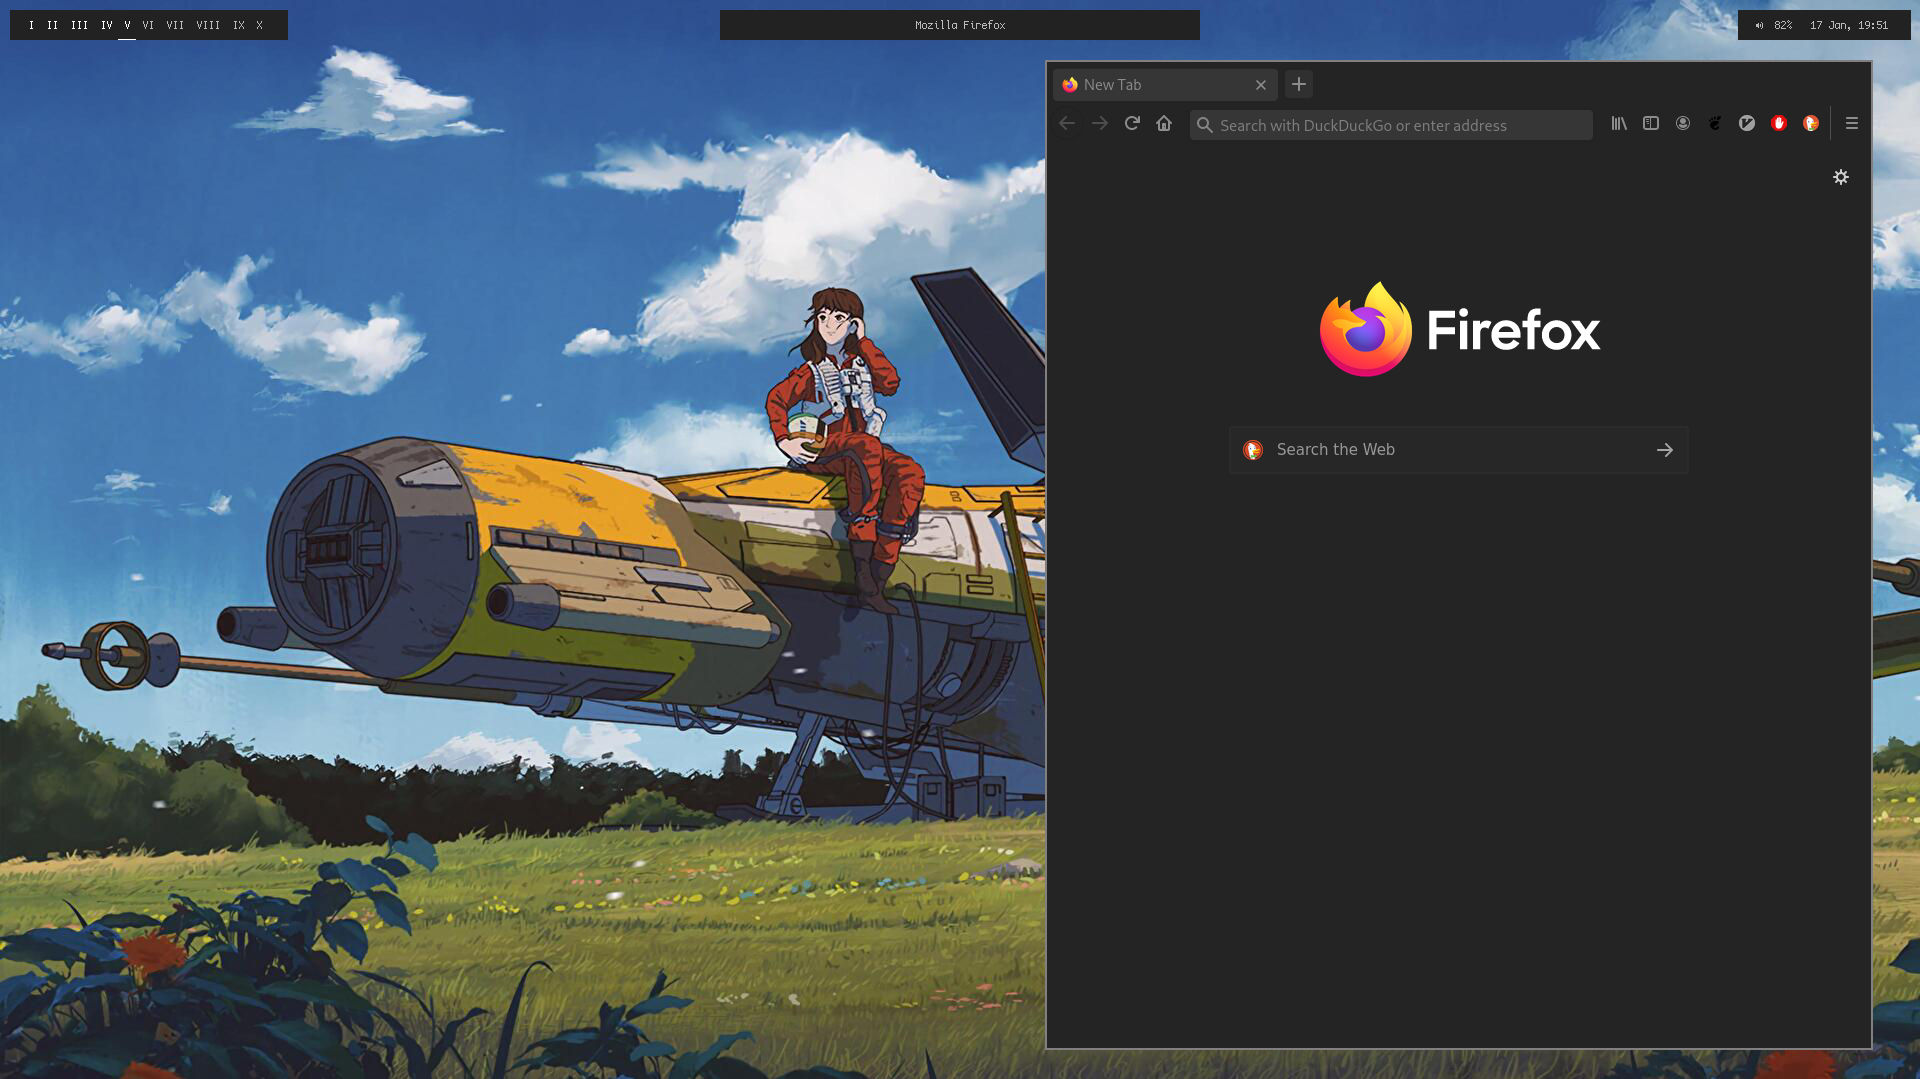 I II III IV V VI VII VIII IX X
Mozilla Firefox
82% 17 Jan, 19:51
New Tab
Search with DuckDuckGo or enter address
Firefox
Search the Web